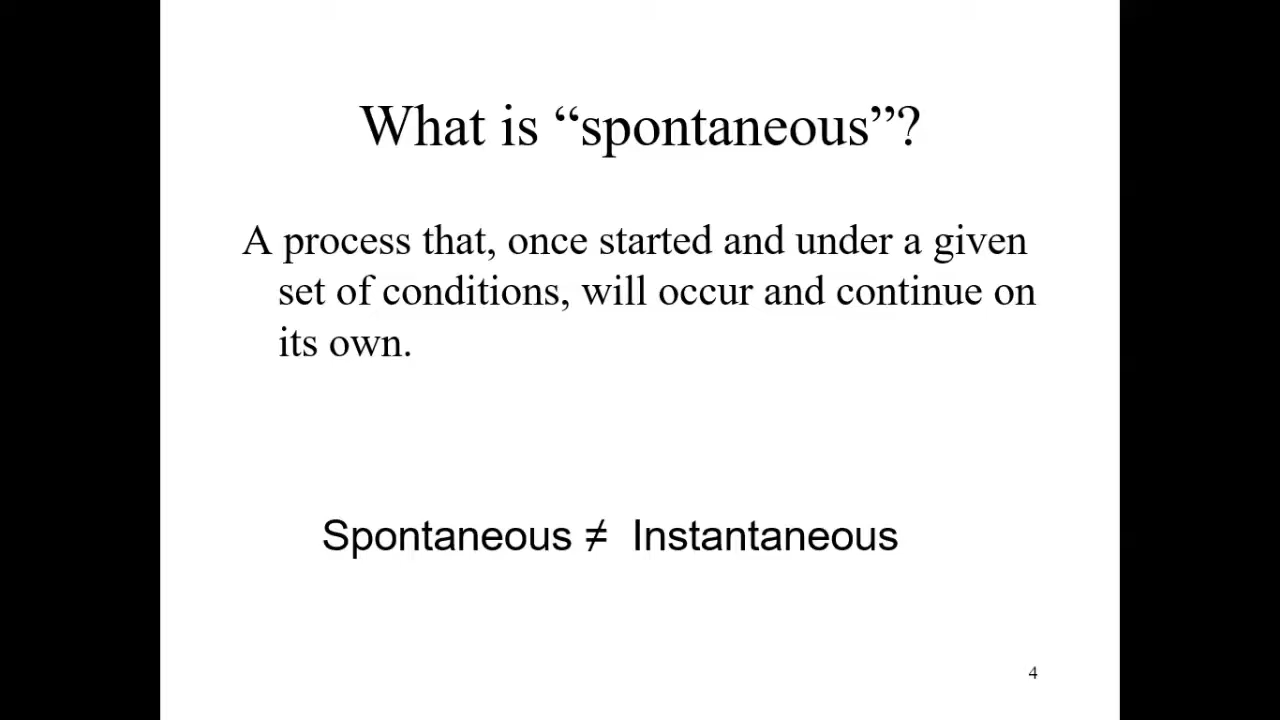 What is “spontaneous”?
A process that, once started and under a given
set of conditions, will occur and continue on
its own.
Spontaneous ≠ Instantaneous
4